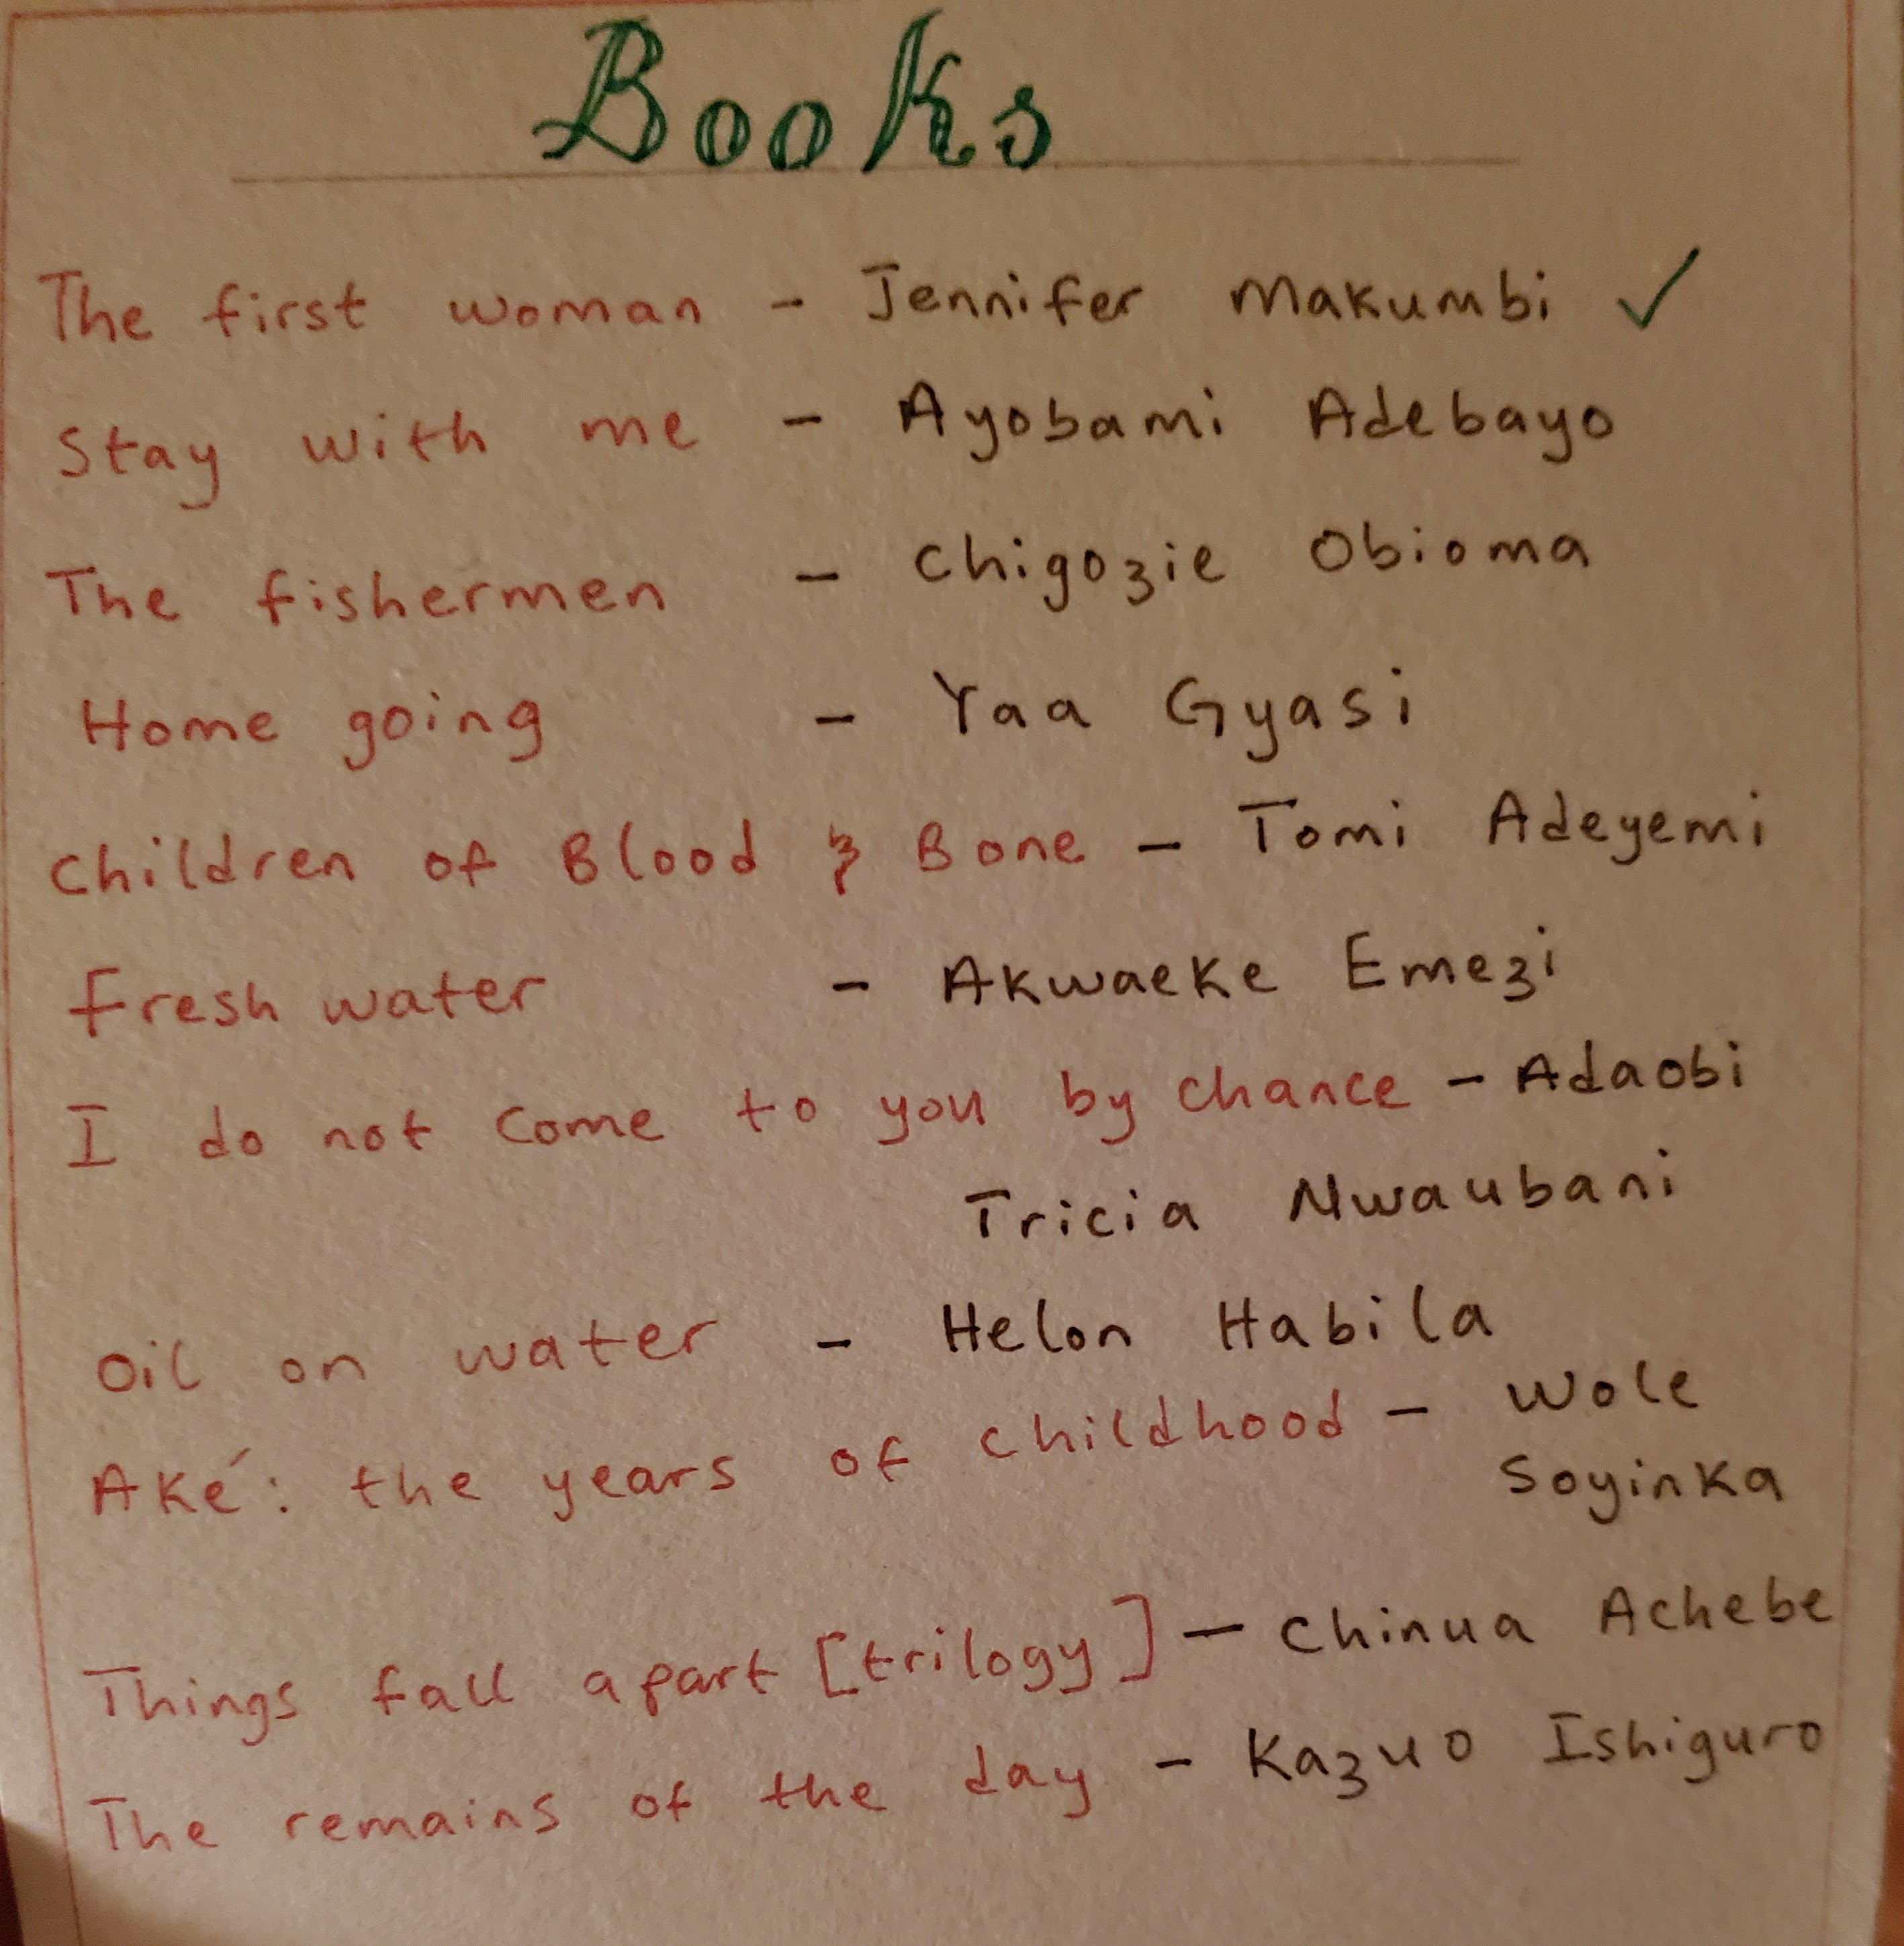 Books
The first woman - Jennifer Makumbi ✓
Stay with me - Ayobami Adebayo
The fishermen - Chigozie Obioma
Home going - Yaa Gyasi
Children of Blood & Bone - Tomi Adeyemi
Fresh water - Akwaeke Emezi
I do not come to you by chance - Adaobi
Tricia Nwaubani
Oil on water - Helon Habila
Aké: the years of childhood - Wole
Soyinka
Things fall apart [trilogy] - Chinua Achebe
The remains of the day - Kazuo Ishiguro